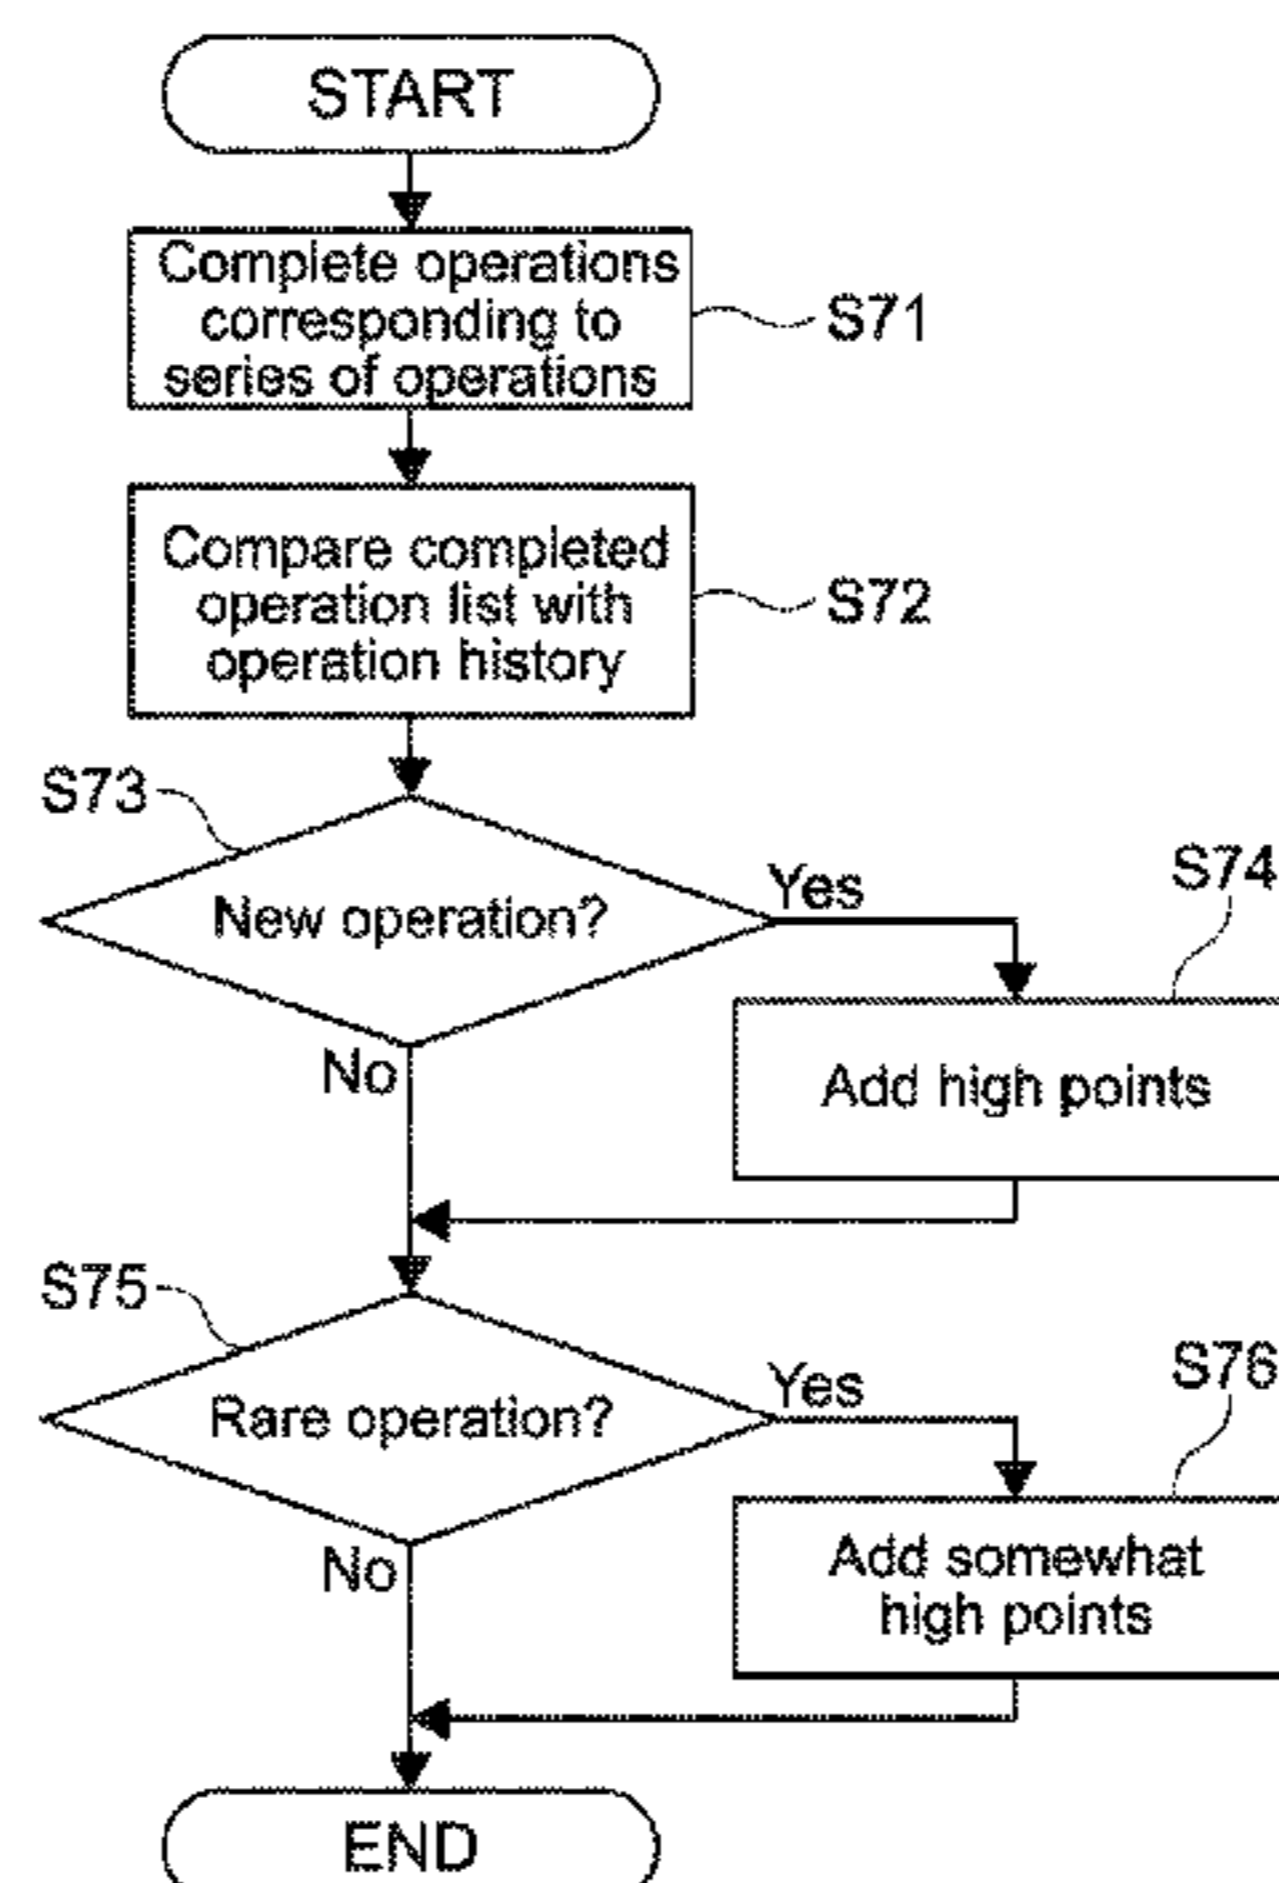 START
Complete operations
corresponding to
series of operations
S71
Compare completed
operation list with
operation history
S72
S73
New operation?
Yes
No
S74
Add high points
S75
Rare operation?
Yes
No
S76
Add somewhat
high points
END